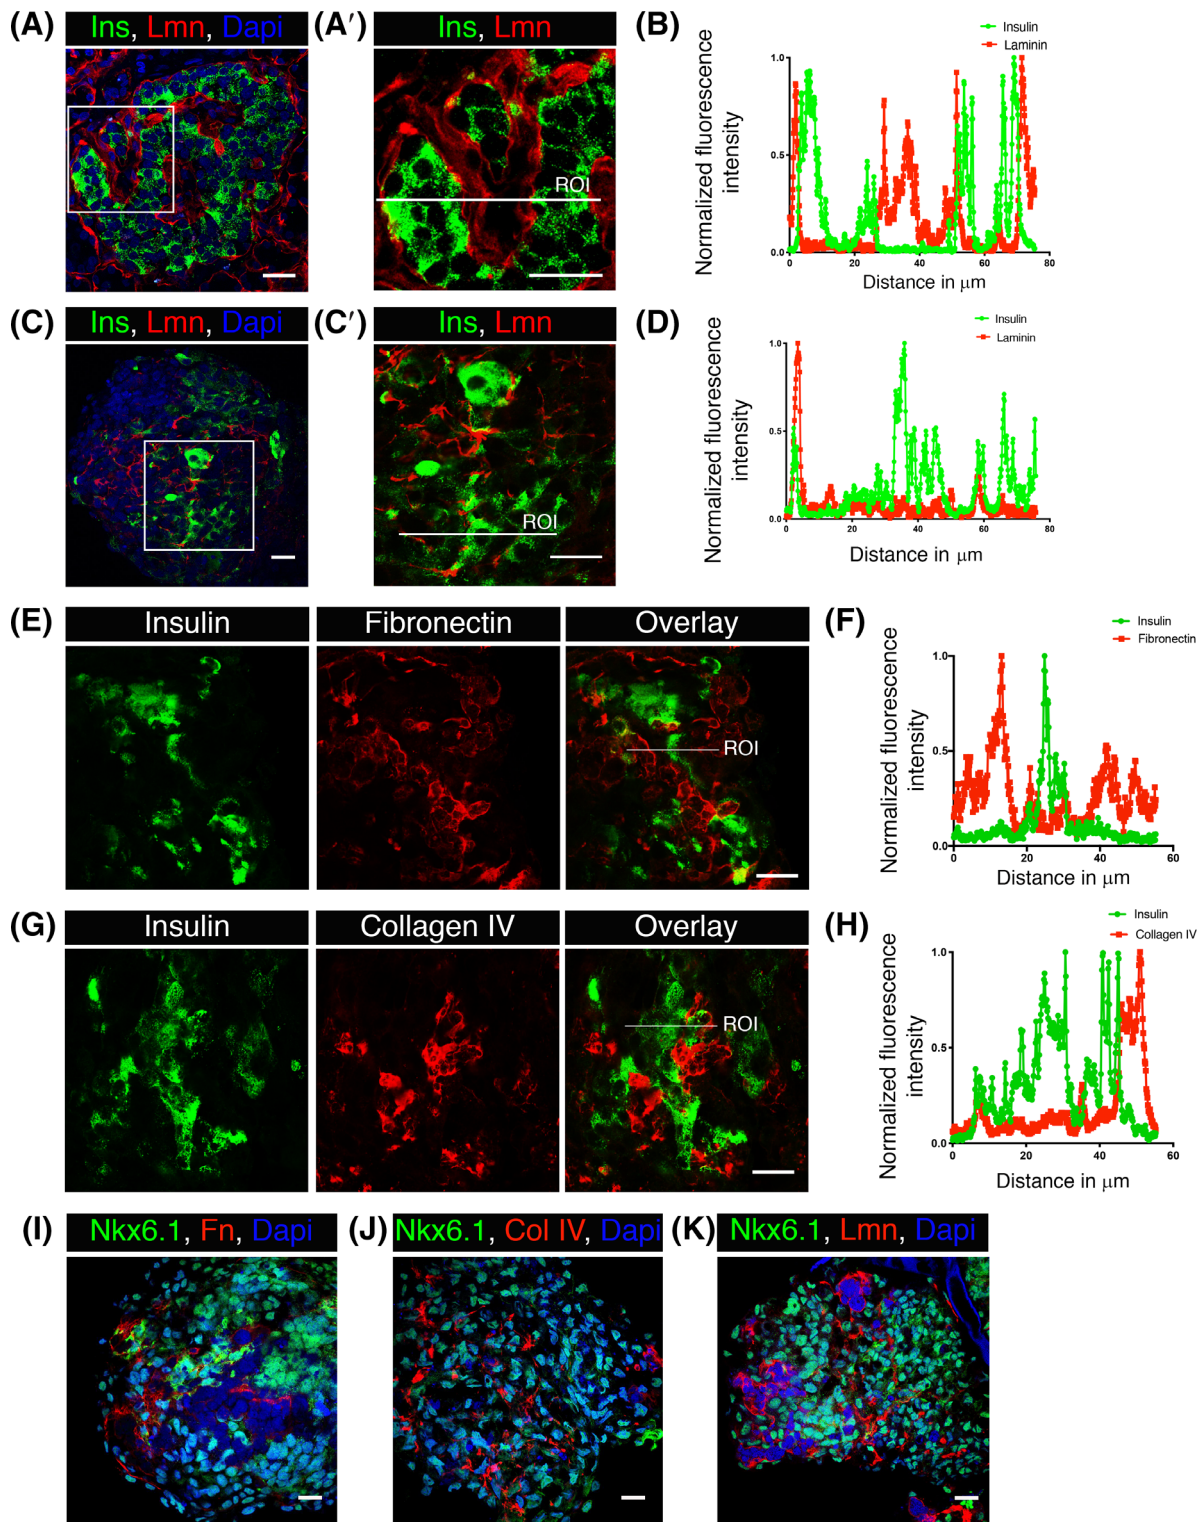 (A) Ins, Lmn, Dapi
(A′) Ins, Lmn
ROI
(B)
Insulin
Laminin
Normalized fluorescence
intensity
1.0
0.5
0.0
0 20 40 60 80
Distance in μm
(C) Ins, Lmn, Dapi
(C′) Ins, Lmn
ROI
(D)
Insulin
Laminin
Normalized fluorescence
intensity
1.0
0.5
0.0
0 20 40 60 80
Distance in μm
(E) Insulin
Fibronectin
Overlay
ROI
(F)
Insulin
Fibronectin
Normalized fluorescence
intensity
1.0
0.5
0.0
0 20 40 60
Distance in μm
(G) Insulin
Collagen IV
Overlay
ROI
(H)
Insulin
Collagen IV
Normalized fluorescence
intensity
1.0
0.5
0.0
0 20 40 60
Distance in μm
(I) Nkx6.1, Fn, Dapi
(J) Nkx6.1, Col IV, Dapi
(K) Nkx6.1, Lmn, Dapi